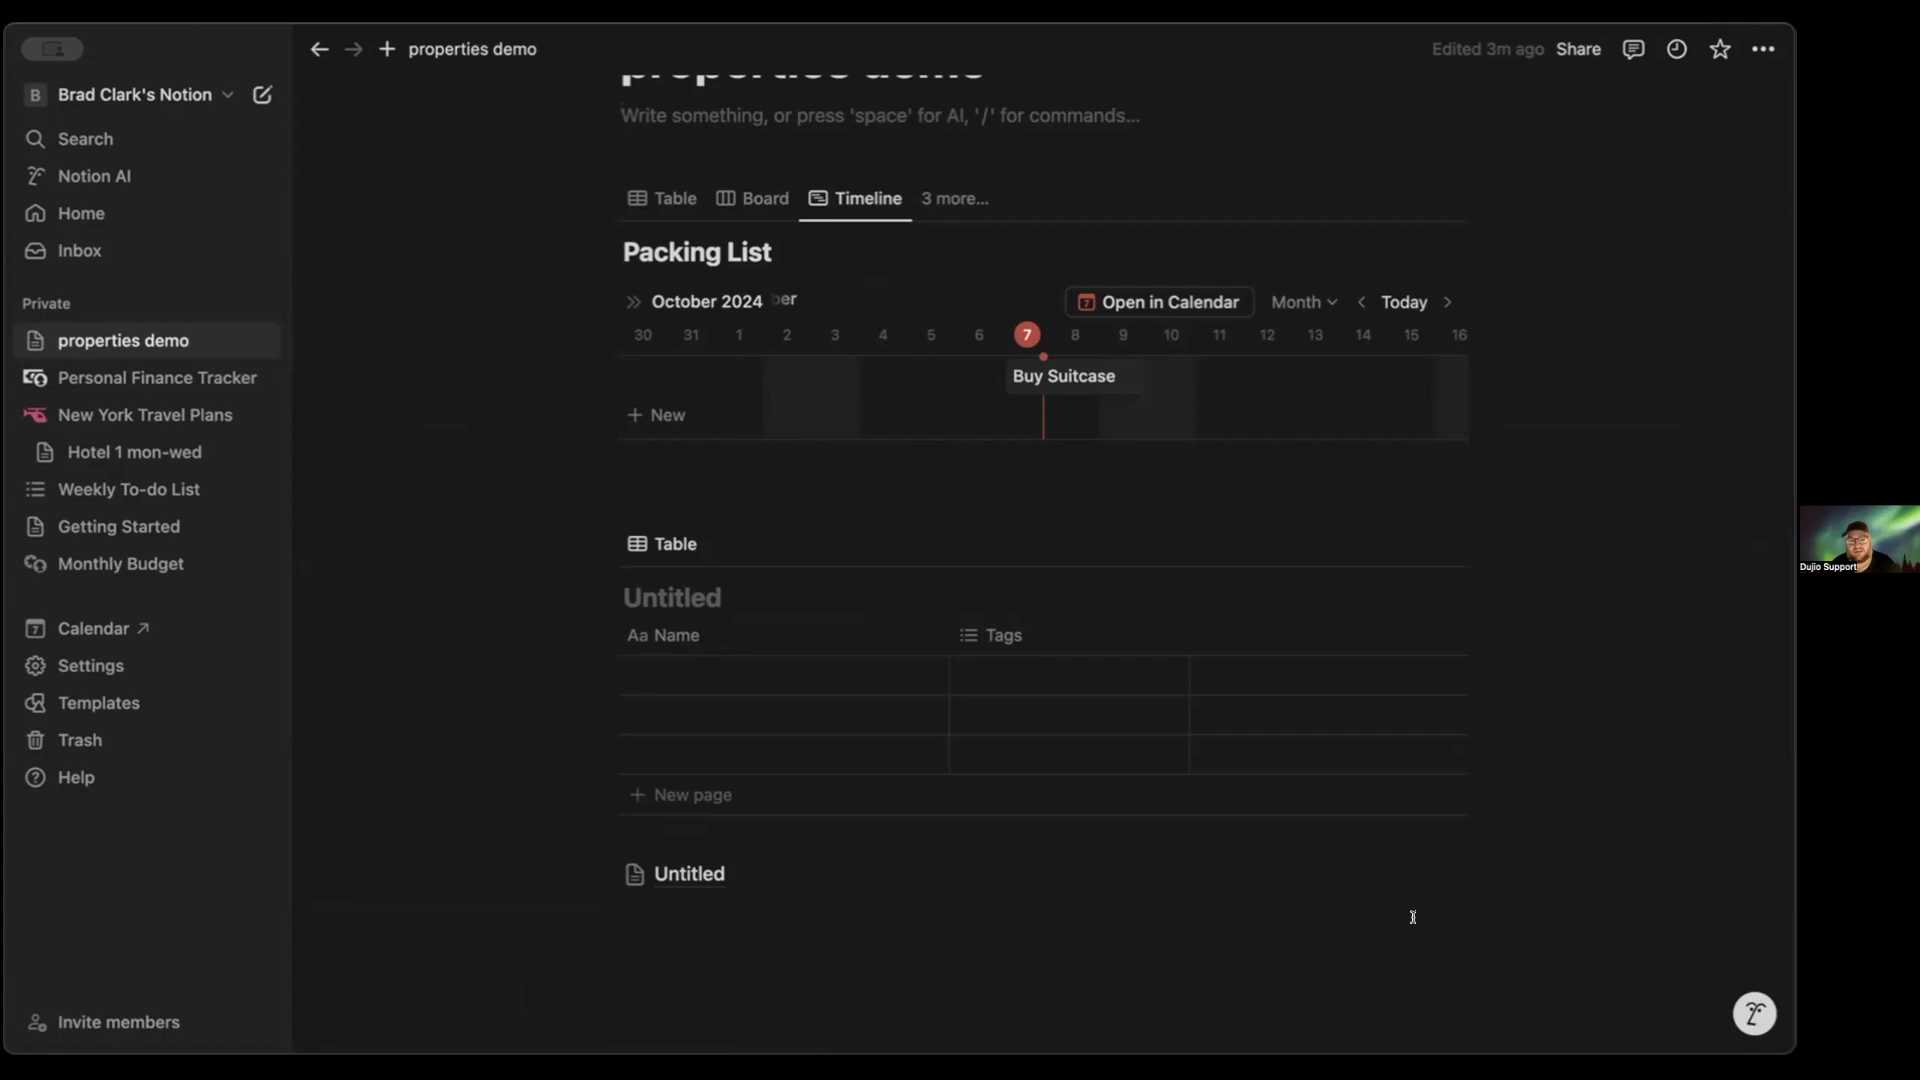 properties demo
Edited 3m ago
Share
B
Brad Clark's Notion
Search
Notion AI
Home
Inbox
Private
properties demo
Personal Finance Tracker
New York Travel Plans
Hotel 1 mon-wed
Weekly To-do List
Getting Started
Monthly Budget
7
Calendar
Settings
Templates
Trash
Help
Invite members
properties demo
Write something, or press 'space' for AI, '/' for commands...
Table
Board
Timeline
3 more...
Packing List
October 2024 ber
7
Open in Calendar
Month
Today
30 31 1 2 3 4 5 6 7 8 9 10 11 12 13 14 15 16
Buy Suitcase
+ New
Table
Untitled
Aa Name
Tags
+ New page
Untitled
Dujio Support